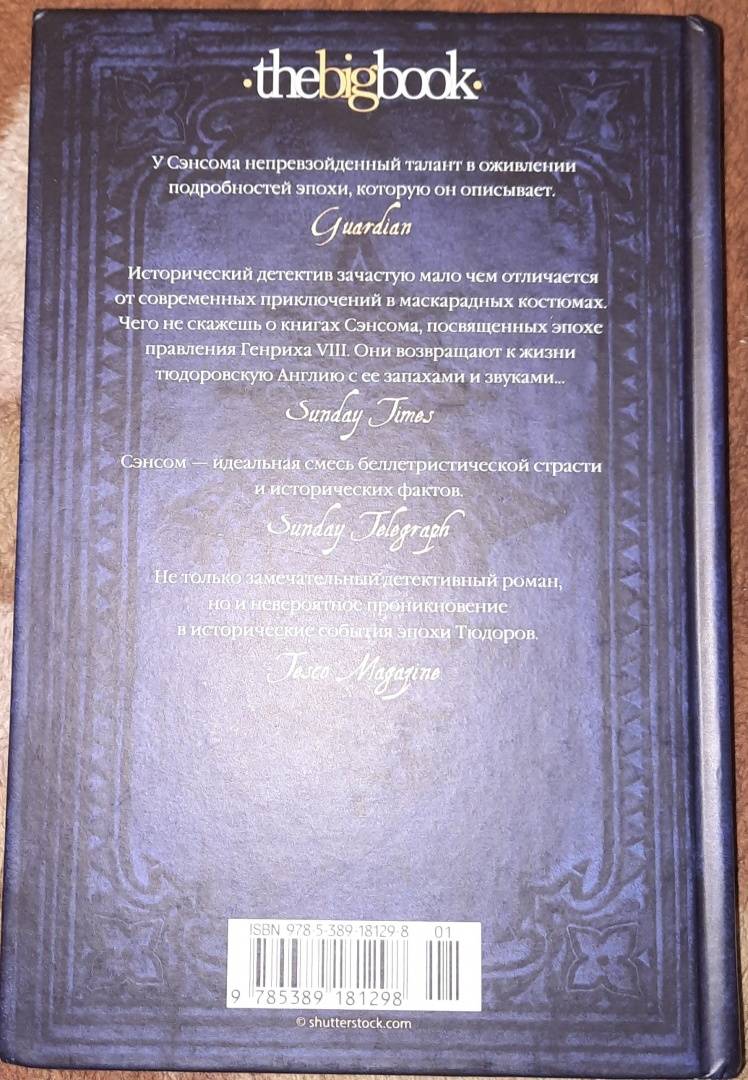 ·thebigbook·
У Сэнсома непревзойденный талант в оживлении
подробностей эпохи, которую он описывает.
Guardian
Исторический детектив зачастую мало чем отличается
от современных приключений в маскарадных костюмах.
Чего не скажешь о книгах Сэнсома, посвященных эпохе
правления Генриха VIII. Они возвращают к жизни
тюдоровскую Англию с ее запахами и звуками...
Sunday Times
Сэнсом — идеальная смесь беллетристической страсти
и исторических фактов.
Sunday Telegraph
Не только замечательный детективный роман,
но и невероятное проникновение
в исторические события эпохи Тюдоров.
Tesco Magazine
ISBN 978-5-389-18129-8 01
9 785389 181298
© shutterstock.com